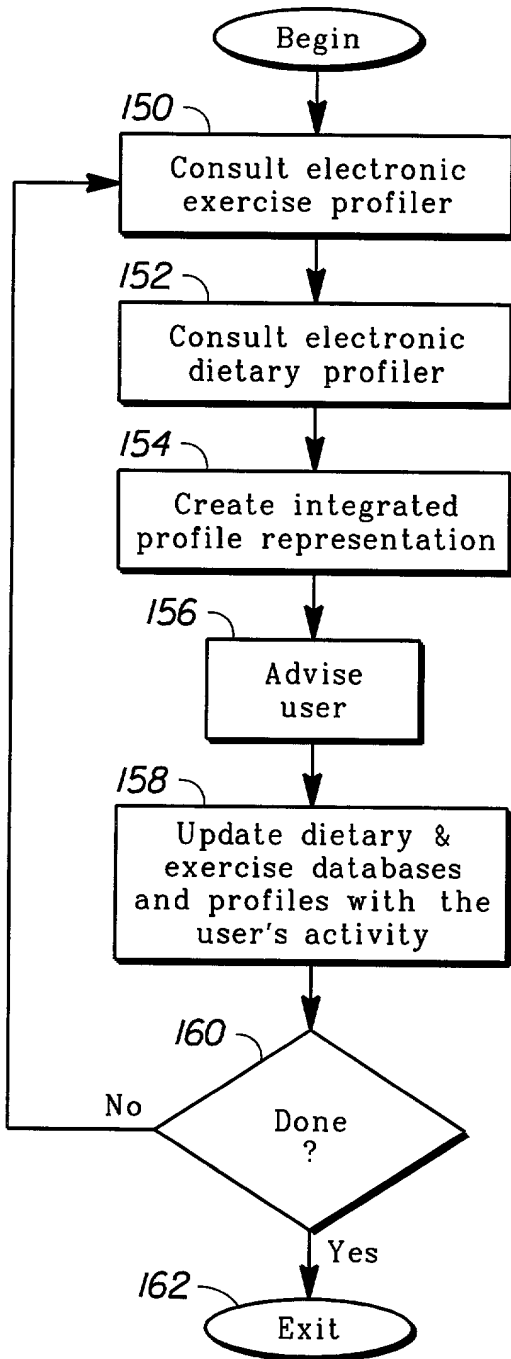 Begin
150
Consult electronic
exercise profiler
152
Consult electronic
dietary profiler
154
Create integrated
profile representation
156
Advise
user
158
Update dietary &
exercise databases
and profiles with the
user's activity
160
No
Done
?
Yes
162
Exit